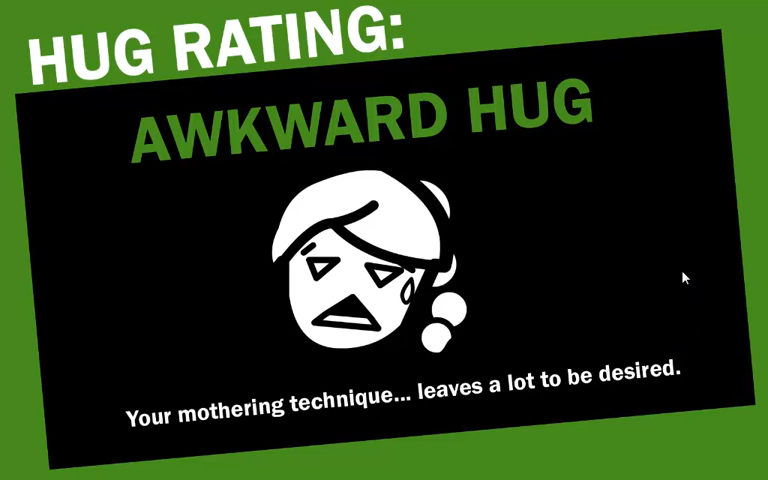 HUG RATING:
AWKWARD HUG
Your mothering technique... leaves a lot to be desired.